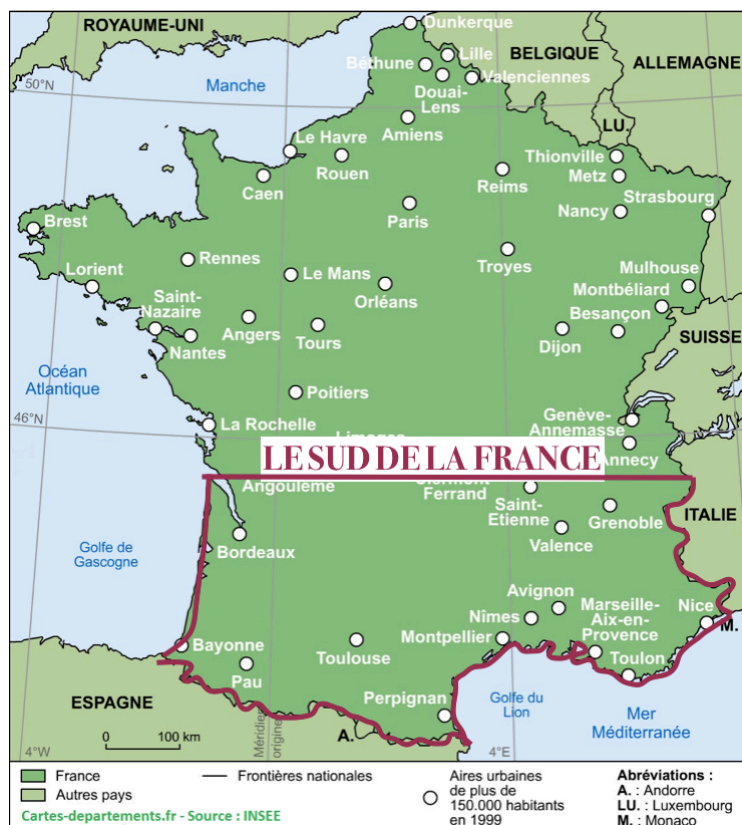 ROYAUME-UNI
Dunkerque
Lille
BELGIQUE
ALLEMAGNE
Béthune
Valenciennes
Manche
Douai-
Lens
50°N
Amiens
LU.
Le Havre
Rouen
Thionville
Caen
Reims
Metz
Strasbourg
Paris
Nancy
Brest
Rennes
Troyes
Lorient
Le Mans
Mulhouse
Orléans
Montbéliard
Saint-
Nazaire
Besançon
Angers
Tours
Dijon
SUISSE
Nantes
Océan
Atlantique
Poitiers
46°N
La Rochelle
Genève-
Annemasse
Limoges
Annecy
LE SUD DE LA FRANCE
Angoulême
Clermont-
Ferrand
Saint-
Etienne
ITALIE
Grenoble
Golfe de
Gascogne
Bordeaux
Valence
Avignon
Nîmes
Marseille-
Aix-en-
Provence
Nice
M.
Bayonne
Toulouse
Montpellier
Toulon
Pau
ESPAGNE
Perpignan
Golfe du
Lion
Mer
Méditerranée
A.
0 100 km
Méridien
origine
4°W
4°E
France
Autres pays
Frontières nationales
Aires urbaines
de plus de
150.000 habitants
en 1999
Abréviations :
A. : Andorre
LU. : Luxembourg
M. : Monaco
Cartes-departements.fr - Source : INSEE